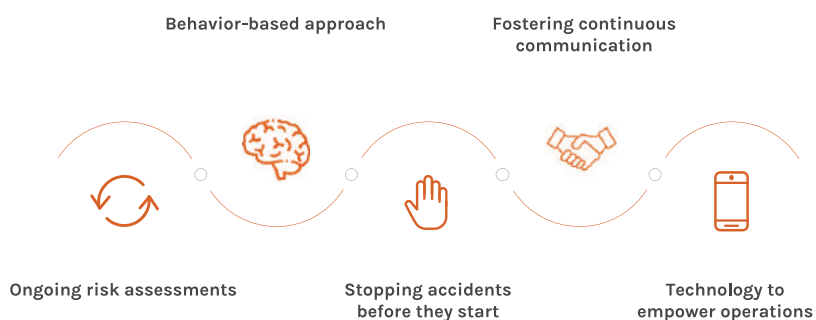 Behavior-based approach
Fostering continuous
communication
Ongoing risk assessments
Stopping accidents
before they start
Technology to
empower operations